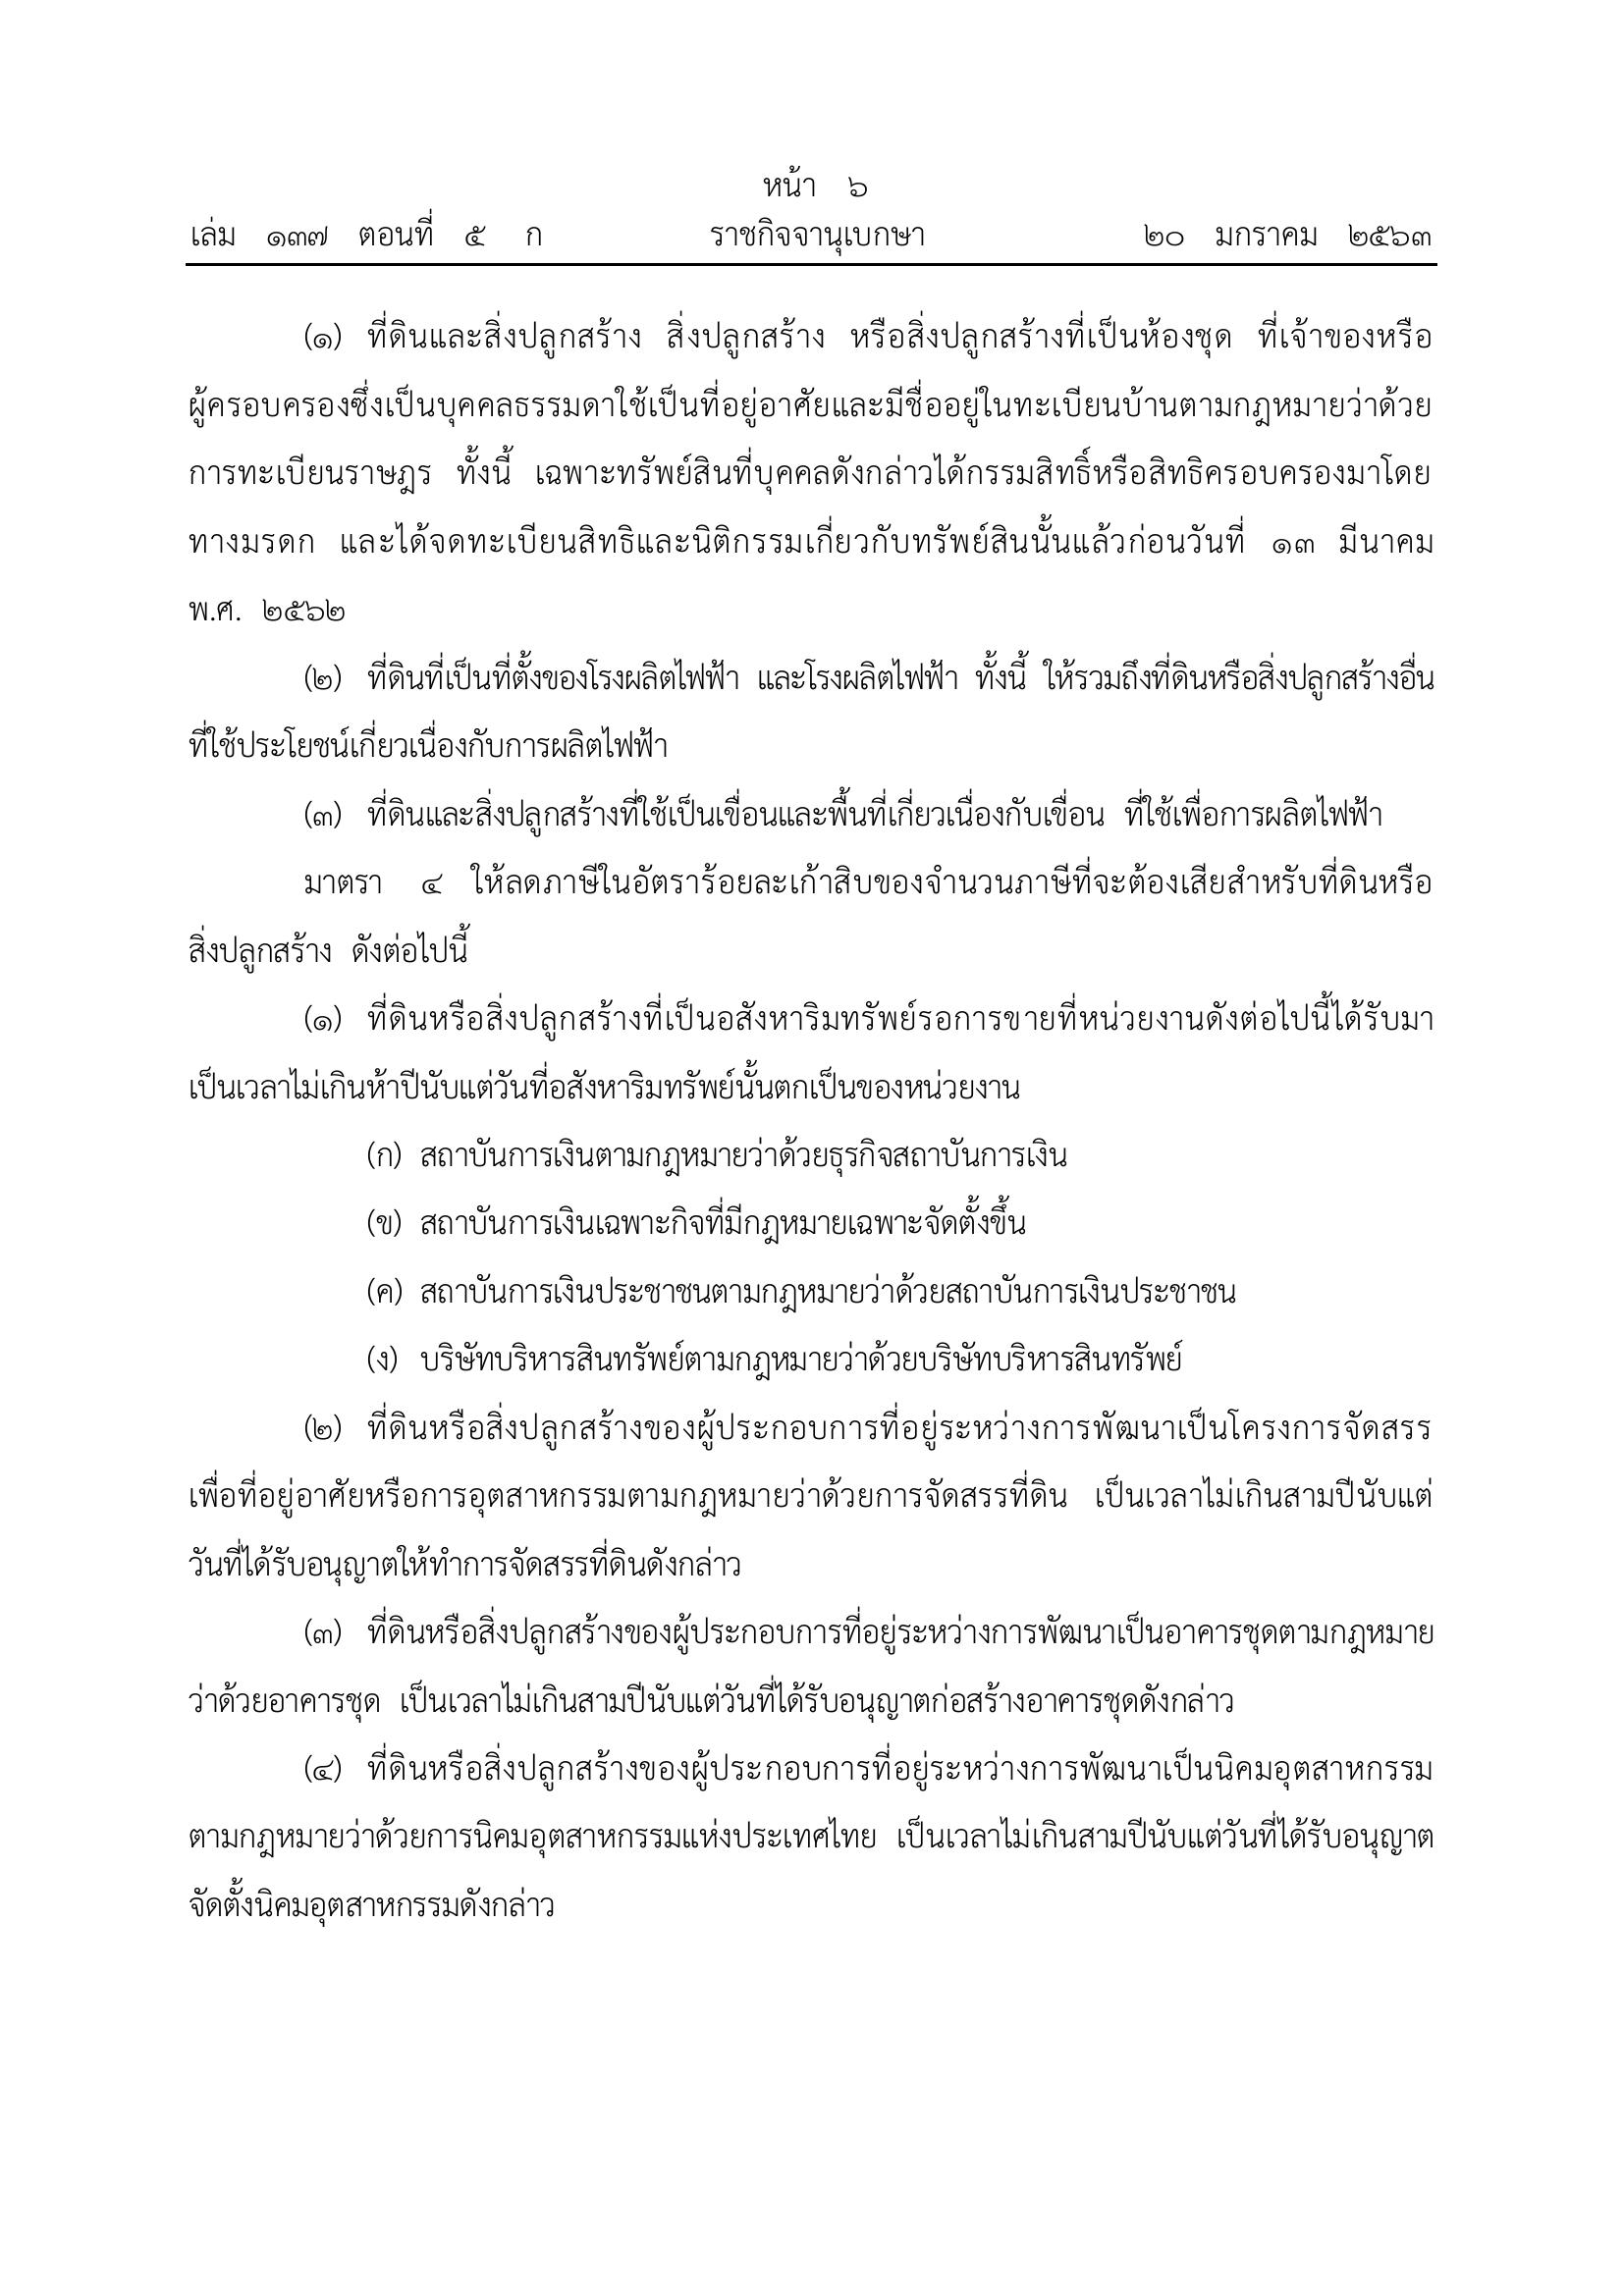 หน้า ๖
เล่ม ๑๓๗ ตอนที่ ๕ ก ราชกิจจานุเบกษา ๒๐ มกราคม ๒๕๖๓
(๑) ที่ดินและสิ่งปลูกสร้าง สิ่งปลูกสร้าง หรือสิ่งปลูกสร้างที่เป็นห้องชุด ที่เจ้าของหรือ
ผู้ครอบครองซึ่งเป็นบุคคลธรรมดาใช้เป็นที่อยู่อาศัยและมีชื่ออยู่ในทะเบียนบ้านตามกฎหมายว่าด้วย
การทะเบียนราษฎร ทั้งนี้ เฉพาะทรัพย์สินที่บุคคลดังกล่าวได้กรรมสิทธิ์หรือสิทธิครอบครองมาโดย
ทางมรดก และได้จดทะเบียนสิทธิและนิติกรรมเกี่ยวกับทรัพย์สินนั้นแล้วก่อนวันที่ ๑๓ มีนาคม
พ.ศ. ๒๕๖๒
(๒) ที่ดินที่เป็นที่ตั้งของโรงผลิตไฟฟ้า และโรงผลิตไฟฟ้า ทั้งนี้ ให้รวมถึงที่ดินหรือสิ่งปลูกสร้างอื่น
ที่ใช้ประโยชน์เกี่ยวเนื่องกับการผลิตไฟฟ้า
(๓) ที่ดินและสิ่งปลูกสร้างที่ใช้เป็นเขื่อนและพื้นที่เกี่ยวเนื่องกับเขื่อน ที่ใช้เพื่อการผลิตไฟฟ้า
มาตรา ๔ ให้ลดภาษีในอัตราร้อยละเก้าสิบของจำนวนภาษีที่จะต้องเสียสำหรับที่ดินหรือ
สิ่งปลูกสร้าง ดังต่อไปนี้
(๑) ที่ดินหรือสิ่งปลูกสร้างที่เป็นอสังหาริมทรัพย์รอการขายที่หน่วยงานดังต่อไปนี้ได้รับมา
เป็นเวลาไม่เกินห้าปีนับแต่วันที่อสังหาริมทรัพย์นั้นตกเป็นของหน่วยงาน
(ก) สถาบันการเงินตามกฎหมายว่าด้วยธุรกิจสถาบันการเงิน
(ข) สถาบันการเงินเฉพาะกิจที่มีกฎหมายเฉพาะจัดตั้งขึ้น
(ค) สถาบันการเงินประชาชนตามกฎหมายว่าด้วยสถาบันการเงินประชาชน
(ง) บริษัทบริหารสินทรัพย์ตามกฎหมายว่าด้วยบริษัทบริหารสินทรัพย์
(๒) ที่ดินหรือสิ่งปลูกสร้างของผู้ประกอบการที่อยู่ระหว่างการพัฒนาเป็นโครงการจัดสรร
เพื่อที่อยู่อาศัยหรือการอุตสาหกรรมตามกฎหมายว่าด้วยการจัดสรรที่ดิน เป็นเวลาไม่เกินสามปีนับแต่
วันที่ได้รับอนุญาตให้ทำการจัดสรรที่ดินดังกล่าว
(๓) ที่ดินหรือสิ่งปลูกสร้างของผู้ประกอบการที่อยู่ระหว่างการพัฒนาเป็นอาคารชุดตามกฎหมาย
ว่าด้วยอาคารชุด เป็นเวลาไม่เกินสามปีนับแต่วันที่ได้รับอนุญาตก่อสร้างอาคารชุดดังกล่าว
(๔) ที่ดินหรือสิ่งปลูกสร้างของผู้ประกอบการที่อยู่ระหว่างการพัฒนาเป็นนิคมอุตสาหกรรม
ตามกฎหมายว่าด้วยการนิคมอุตสาหกรรมแห่งประเทศไทย เป็นเวลาไม่เกินสามปีนับแต่วันที่ได้รับอนุญาต
จัดตั้งนิคมอุตสาหกรรมดังกล่าว